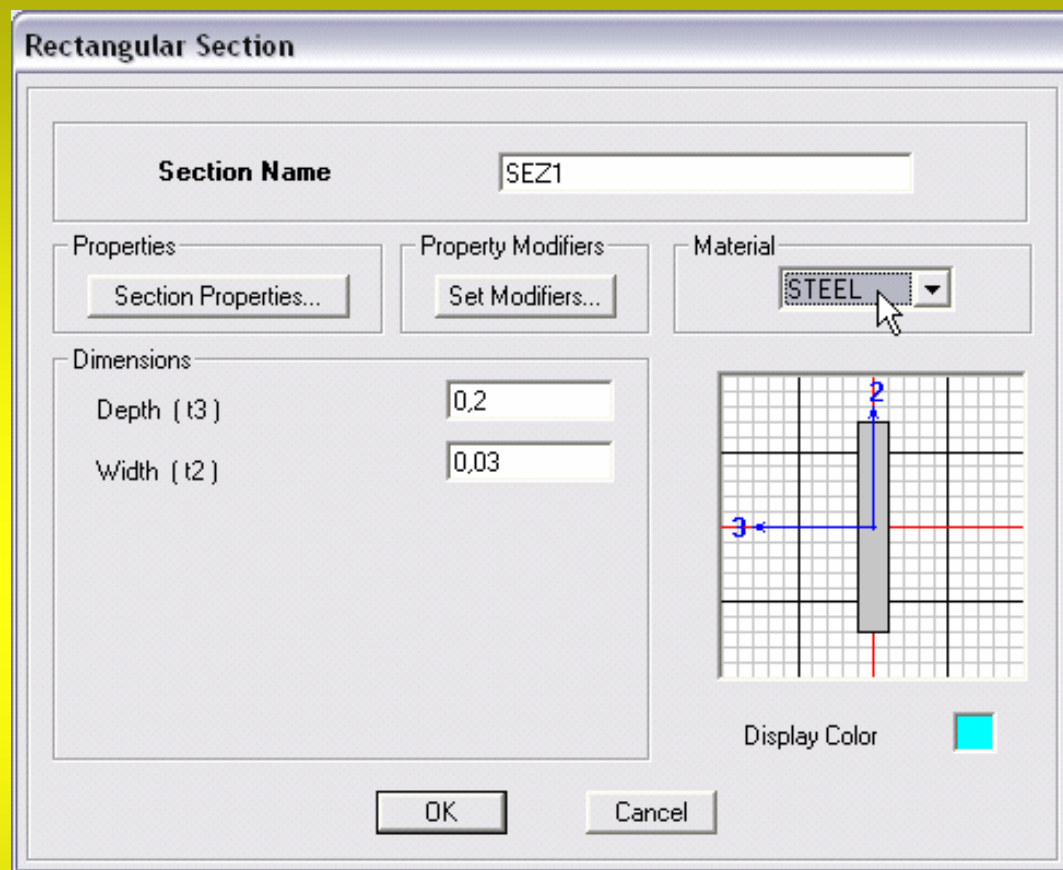 Rectangular Section
Section Name SEZ1
Properties Property Modifiers Material
Section Properties... Set Modifiers... STEEL
Dimensions
Depth ( t3 ) 0,2
Width ( t2 ) 0,03
2
3
Display Color
OK Cancel